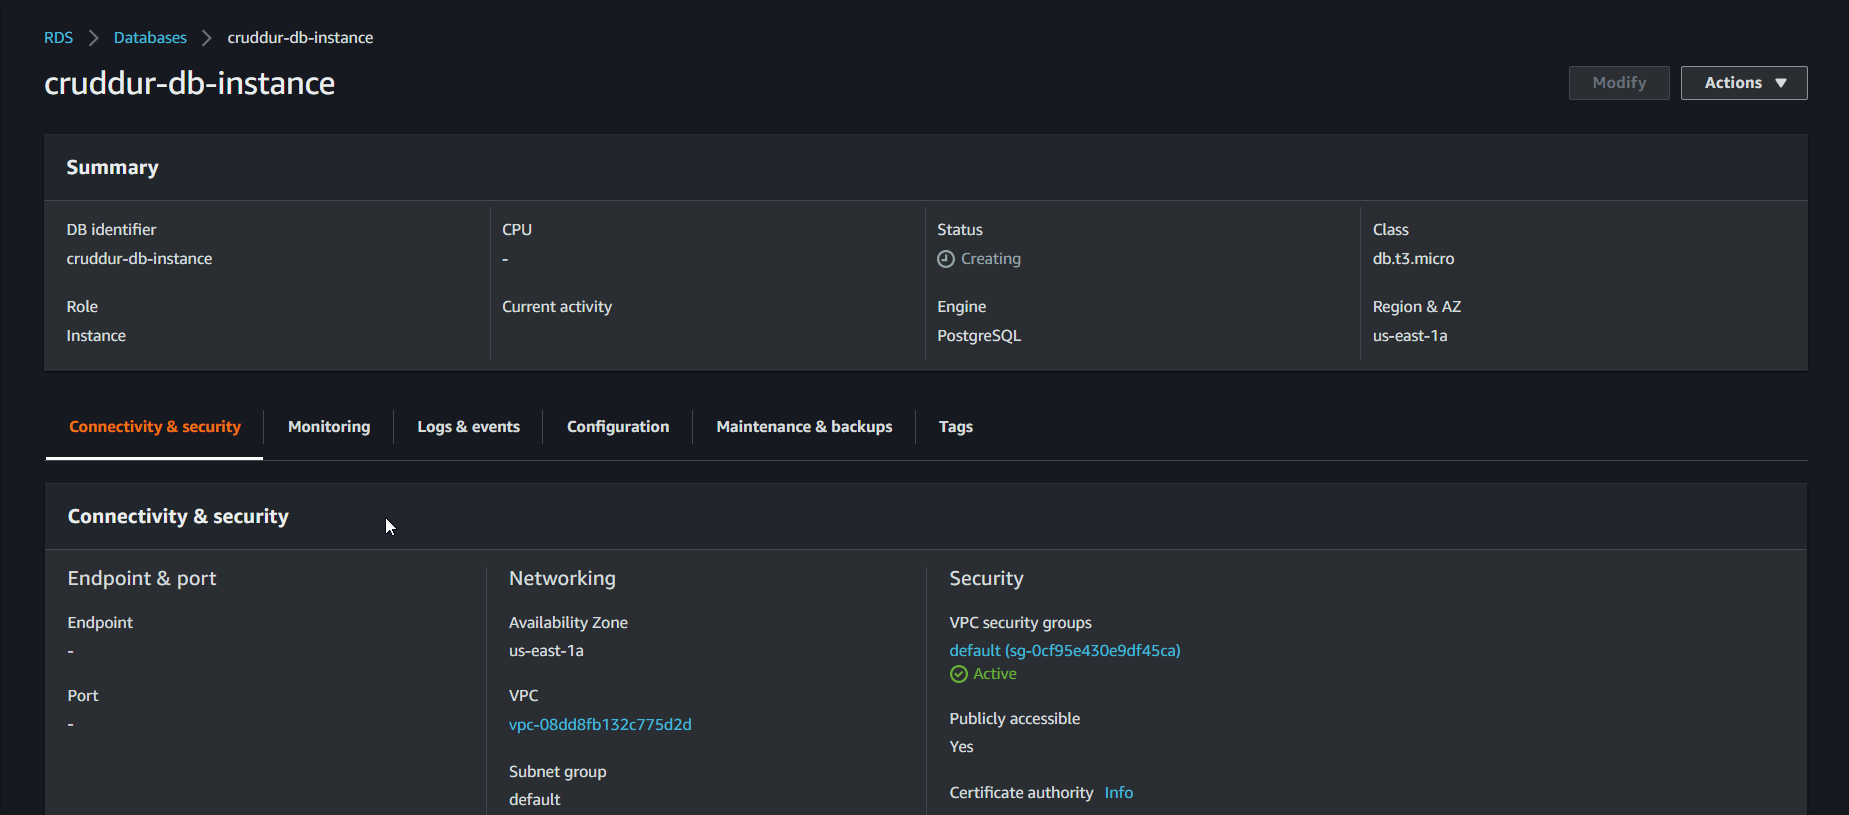 RDS > Databases > cruddur-db-instance
cruddur-db-instance
Modify
Actions
Summary
DB identifier
cruddur-db-instance
CPU
-
Status
Creating
Class
db.t3.micro
Role
Instance
Current activity
Engine
PostgreSQL
Region & AZ
us-east-1a
Connectivity & security
Monitoring
Logs & events
Configuration
Maintenance & backups
Tags
Connectivity & security
Endpoint & port
Endpoint
-
Port
-
Networking
Availability Zone
us-east-1a
VPC
vpc-08dd8fb132c775d2d
Subnet group
default
Security
VPC security groups
default (sg-0cf95e430e9df45ca)
Active
Publicly accessible
Yes
Certificate authority Info